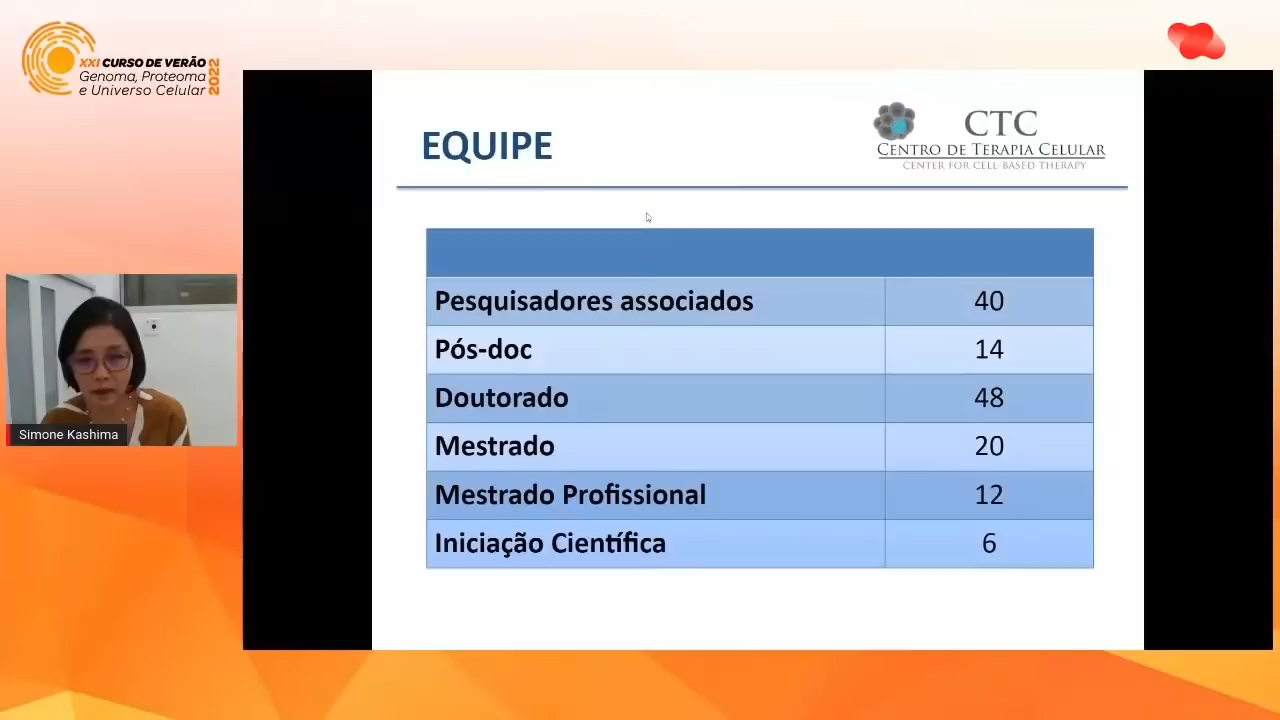 XXI CURSO DE VERÃO
Genoma, Proteoma
e Universo Celular
2022
EQUIPE
CTC
CENTRO DE TERAPIA CELULAR
CENTER FOR CELL-BASED THERAPY
Pesquisadores associados 40
Pós-doc 14
Doutorado 48
Mestrado 20
Mestrado Profissional 12
Iniciação Científica 6
Simone Kashima